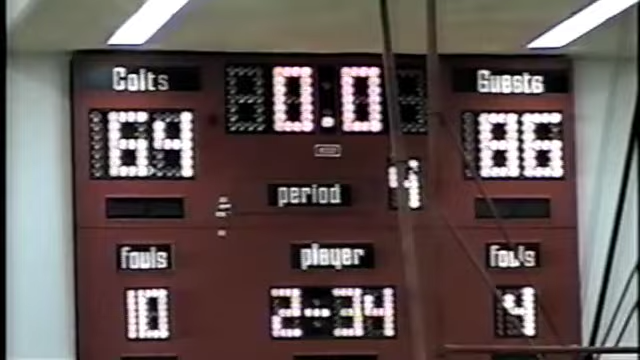 Colts 0.0 Guests
64 86
period 4
fouls player fouls
10 2-34 4